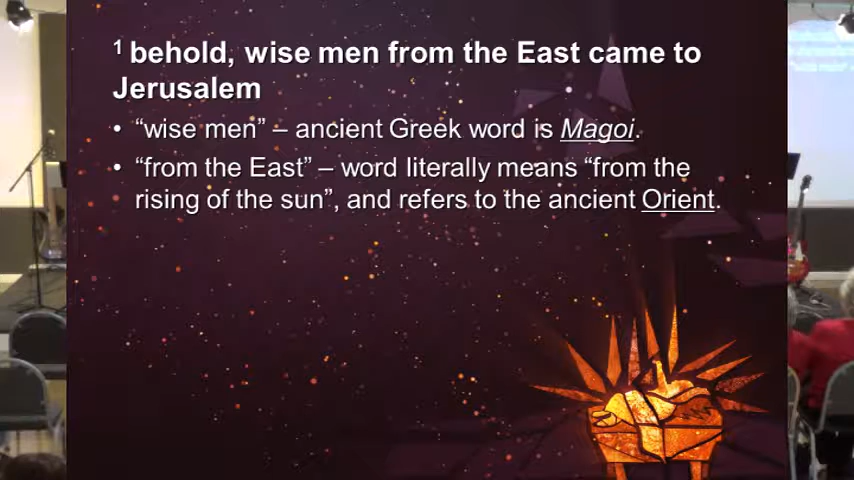 1 behold, wise men from the East came to
Jerusalem
• “wise men” – ancient Greek word is Magoi.
• “from the East” – word literally means “from the
rising of the sun”, and refers to the ancient Orient.